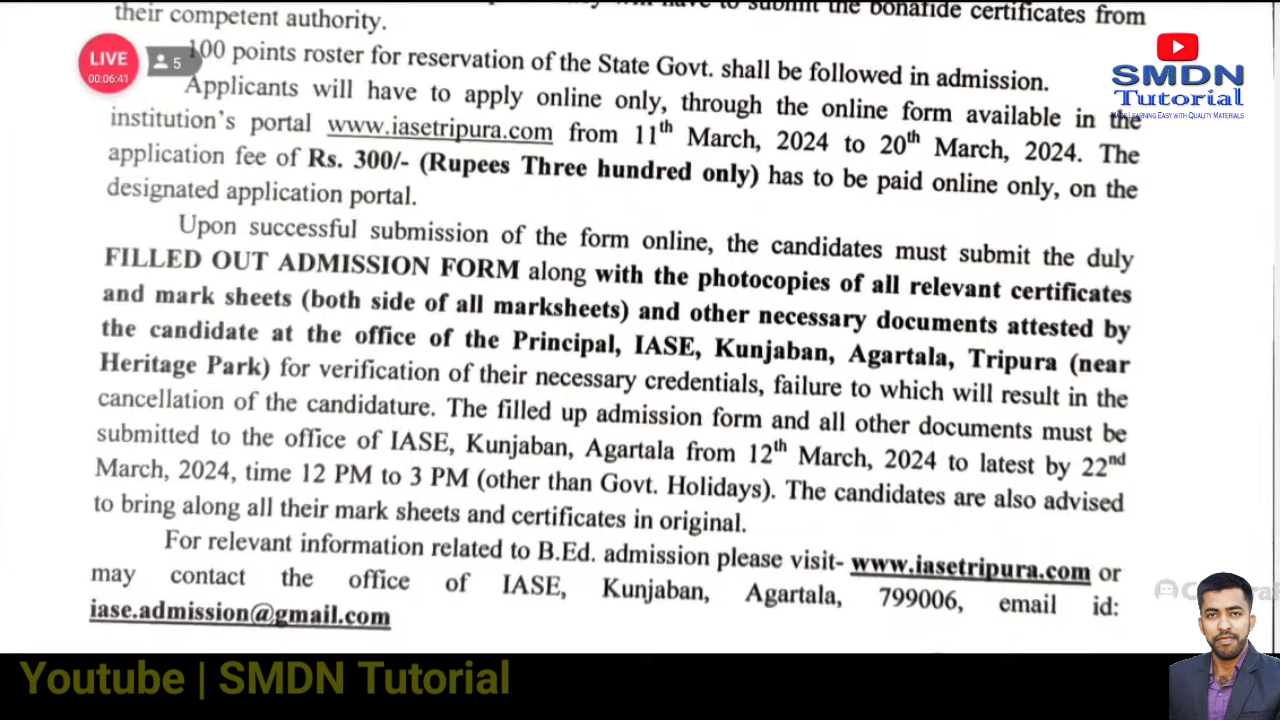 submit the bonafide certificates from
their competent authority.
100 points roster for reservation of the State Govt. shall be followed in admission.
Applicants will have to apply online only, through the online form available in the
institution's portal www.iasetripura.com from 11th March, 2024 to 20th March, 2024. The
application fee of Rs. 300/- (Rupees Three hundred only) has to be paid online only, on the
designated application portal.
Upon successful submission of the form online, the candidates must submit the duly
FILLED OUT ADMISSION FORM along with the photocopies of all relevant certificates
and mark sheets (both side of all marksheets) and other necessary documents attested by
the candidate at the office of the Principal, IASE, Kunjaban, Agartala, Tripura (near
Heritage Park) for verification of their necessary credentials, failure to which will result in the
cancellation of the candidature. The filled up admission form and all other documents must be
submitted to the office of IASE, Kunjaban, Agartala from 12th March, 2024 to latest by 22nd
March, 2024, time 12 PM to 3 PM (other than Govt. Holidays). The candidates are also advised
to bring along all their mark sheets and certificates in original.
For relevant information related to B.Ed. admission please visit- www.iasetripura.com or
may contact the office of IASE, Kunjaban, Agartala, 799006, email id:
iase.admission@gmail.com
LIVE
00:06:41
5
SMDN
Tutorial
LEARNING EASY WITH QUALITY MATERIALS
Youtube | SMDN Tutorial